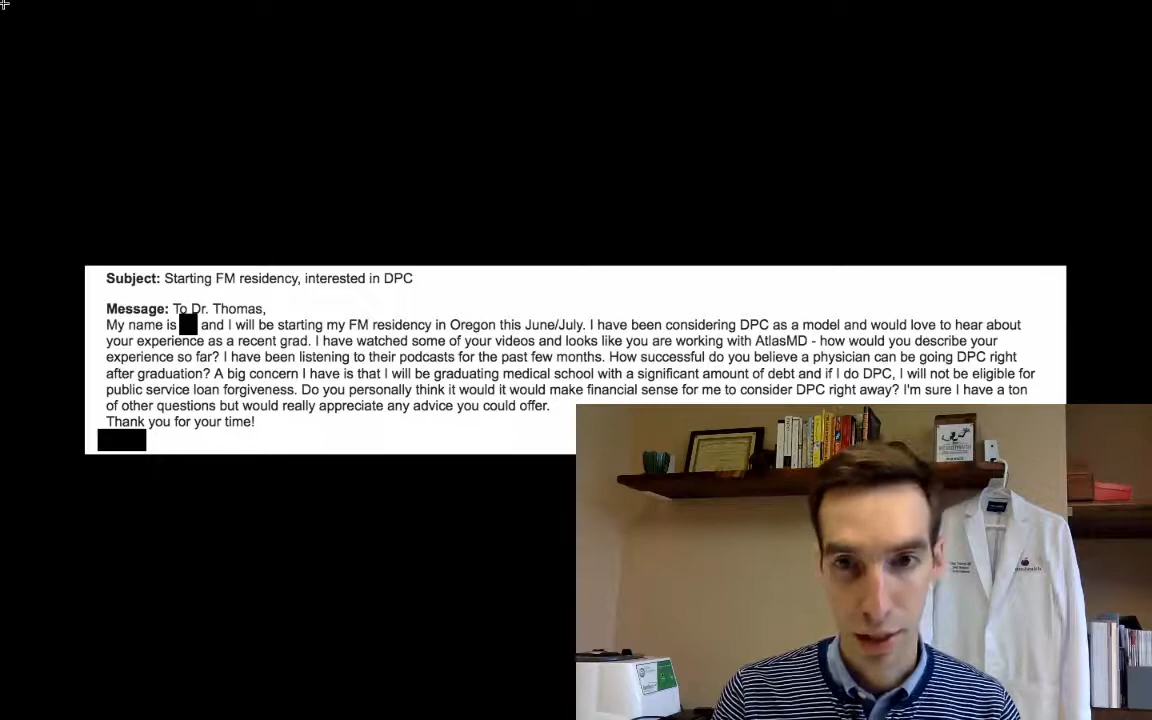 Subject: Starting FM residency, interested in DPC
Message: To Dr. Thomas,
My name is and I will be starting my FM residency in Oregon this June/July. I have been considering DPC as a model and would love to hear about
your experience as a recent grad. I have watched some of your videos and looks like you are working with AtlasMD - how would you describe your
experience so far? I have been listening to their podcasts for the past few months. How successful do you believe a physician can be going DPC right
after graduation? A big concern I have is that I will be graduating medical school with a significant amount of debt and if I do DPC, I will not be eligible for
public service loan forgiveness. Do you personally think it would it would make financial sense for me to consider DPC right away? I'm sure I have a ton
of other questions but would really appreciate any advice you could offer.
Thank you for your time!